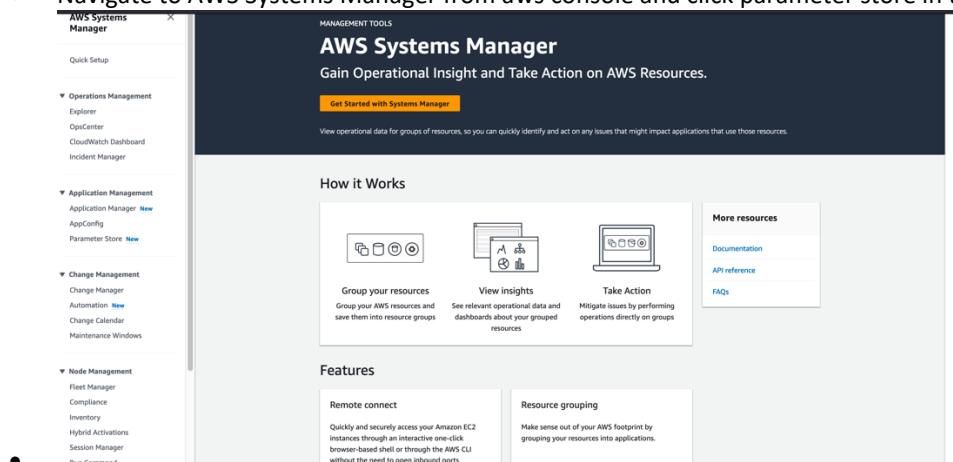 Navigate to AWS Systems Manager from aws console and click parameter store in
AWS Systems
Manager
Quick Setup
Operations Management
Explorer
OpsCenter
CloudWatch Dashboard
Incident Manager
Application Management
Application Manager New
AppConfig
Parameter Store New
Change Management
Change Manager
Automation New
Change Calendar
Maintenance Windows
Node Management
Fleet Manager
Compliance
Inventory
Hybrid Activations
Session Manager
Run Command
MANAGEMENT TOOLS
AWS Systems Manager
Gain Operational Insight and Take Action on AWS Resources.
Get Started with Systems Manager
View operational data for groups of resources, so you can quickly identify and act on any issues that might impact applications that use those resources.
How it Works
Group your resources
Group your AWS resources and
save them into resource groups
View insights
See relevant operational data and
dashboards about your grouped
resources
Take Action
Mitigate issues by performing
operations directly on groups
More resources
Documentation
API reference
FAQs
Features
Remote connect
Quickly and securely access your Amazon EC2
instances through an interactive one-click
browser-based shell or through the AWS CLI
without the need to open inbound ports.
Resource grouping
Make sense out of your AWS footprint by
grouping your resources into applications.